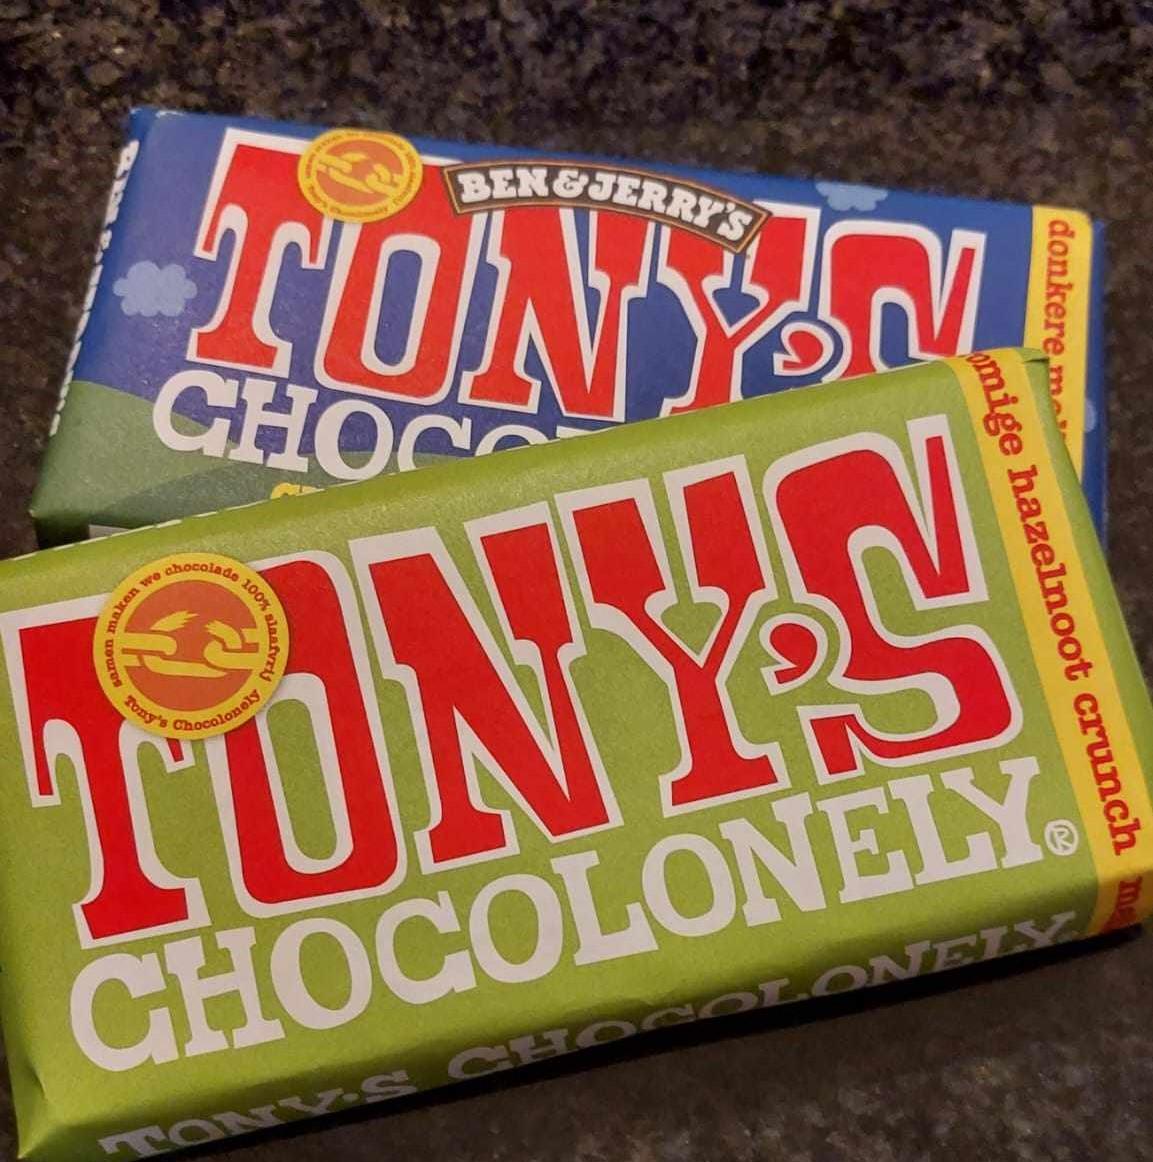 BEN & JERRY'S
TONY'S
CHOCO
donkere
TONY'S
CHOCOLONELY®
samen maken we chocolade 100% slaafvrij
Tony's Chocolonely
omige hazelnoot crunch
TONY'S CHOCOLONELY